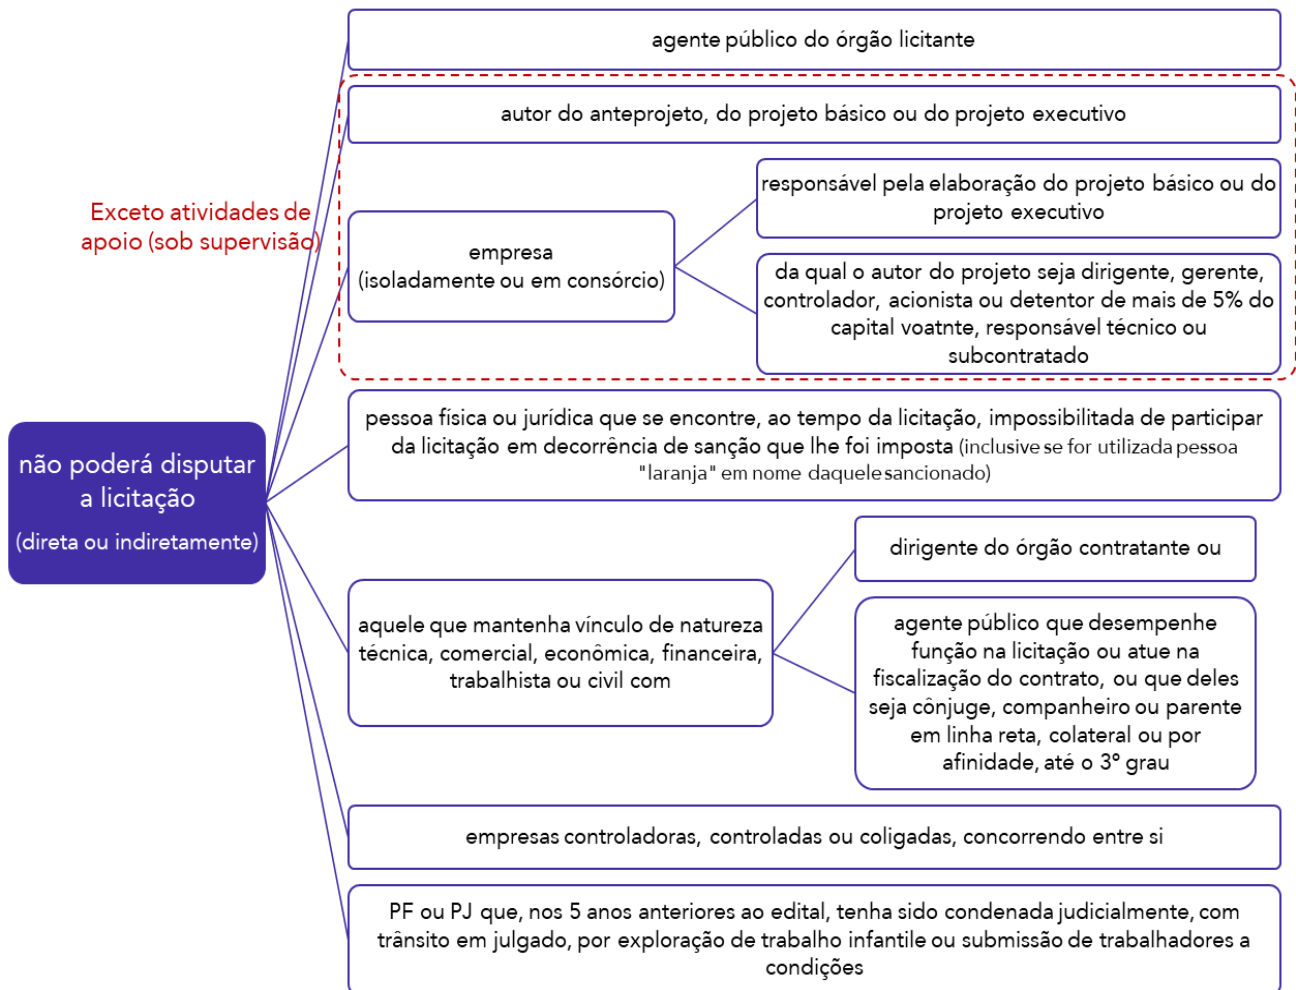 agente público do órgão licitante
autor do anteprojeto, do projeto básico ou do projeto executivo
Exceto atividades de
apoio (sob supervisão)
empresa
(isoladamente ou em consórcio)
responsável pela elaboração do projeto básico ou do
projeto executivo
da qual o autor do projeto seja dirigente, gerente,
controlador, acionista ou detentor de mais de 5% do
capital voatnte, responsável técnico ou
subcontratado
não poderá disputar
a licitação
(direta ou indiretamente)
pessoa física ou jurídica que se encontre, ao tempo da licitação, impossibilitada de participar
da licitação em decorrência de sanção que lhe foi imposta (inclusive se for utilizada pessoa
"laranja" em nome daquele sancionado)
aquele que mantenha vínculo de natureza
técnica, comercial, econômica, financeira,
trabalhista ou civil com
dirigente do órgão contratante ou
agente público que desempenhe
função na licitação ou atue na
fiscalização do contrato, ou que deles
seja cônjuge, companheiro ou parente
em linha reta, colateral ou por
afinidade, até o 3º grau
empresas controladoras, controladas ou coligadas, concorrendo entre si
PF ou PJ que, nos 5 anos anteriores ao edital, tenha sido condenada judicialmente, com
trânsito em julgado, por exploração de trabalho infantile ou submissão de trabalhadores a
condições